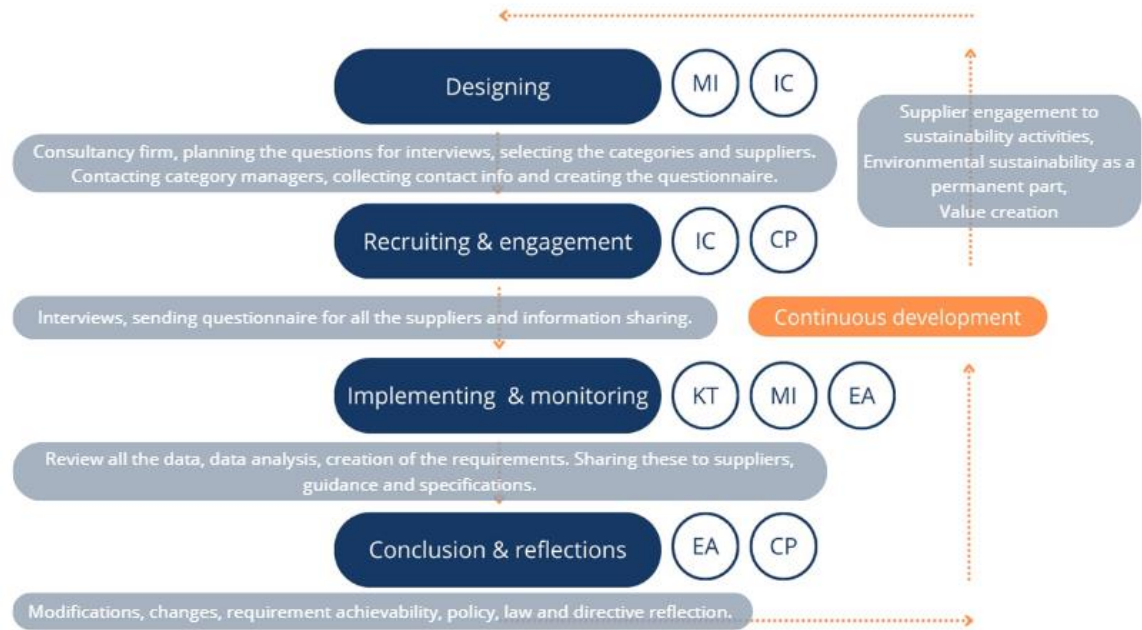 Designing
MI
IC
Supplier engagement to
sustainability activities,
Environmental sustainability as a
permanent part,
Value creation
Consultancy firm, planning the questions for interviews, selecting the categories and suppliers.
Contacting category managers, collecting contact info and creating the questionnaire.
Recruiting & engagement
IC
CP
Interviews, sending questionnaire for all the suppliers and information sharing.
Continuous development
Implementing & monitoring
KT
MI
EA
Review all the data, data analysis, creation of the requirements. Sharing these to suppliers,
guidance and specifications.
Conclusion & reflections
EA
CP
Modifications, changes, requirement achievability, policy, law and directive reflection.